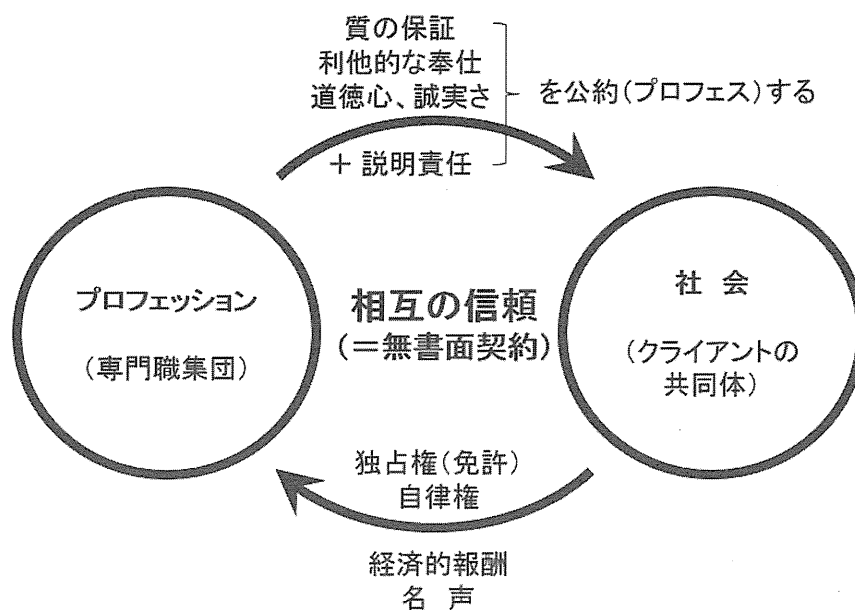 質の保証
利他的な奉仕
道徳心、誠実さ
を公約(プロフェス)する
+ 説明責任
プロフェッション
(専門職集団)
相互の信頼
(=無書面契約)
社 会
(クライアントの
共同体)
独占権(免許)
自律権
経済的報酬
名 声